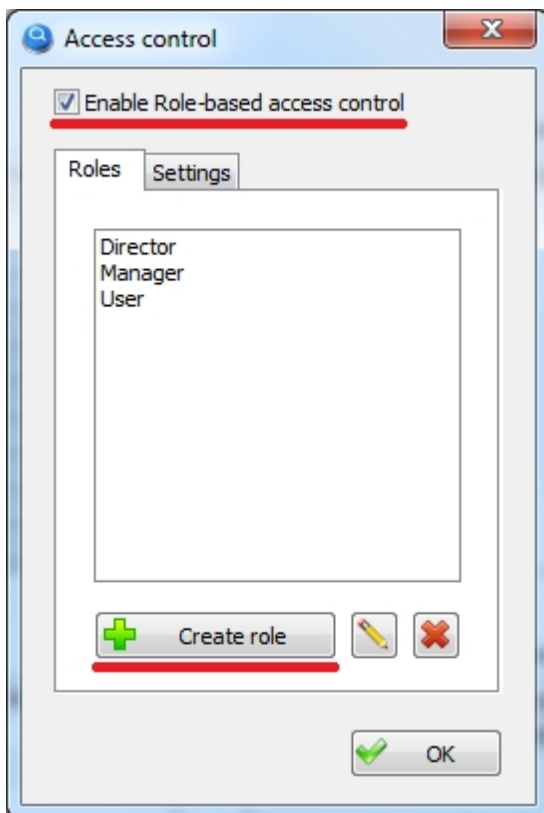 Access control
Enable Role-based access control
Roles
Settings
Director
Manager
User
Create role
OK